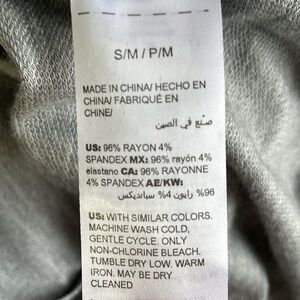 S/M / P/M
MADE IN CHINA/ HECHO EN
CHINA/ FABRIQUÉ EN
CHINE/
صنع في الصين
US: 96% RAYON 4%
SPANDEX MX: 96% rayón 4%
elastano CA: 96% RAYONNE
4% SPANDEX AE/KW:
96% رايون 4% سبانديكس
US: WITH SIMILAR COLORS.
MACHINE WASH COLD,
GENTLE CYCLE. ONLY
NON-CHLORINE BLEACH.
TUMBLE DRY LOW. WARM
IRON. MAY BE DRY
CLEANED